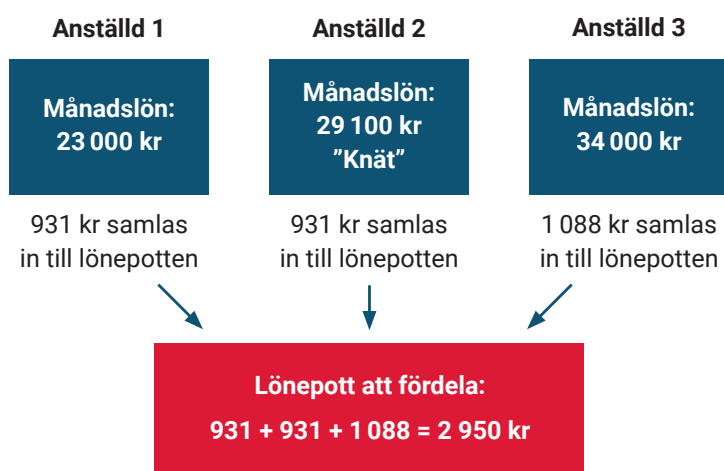 Anställd 1
Månadslön:
23 000 kr
931 kr samlas
in till lönepotten
Anställd 2
Månadslön:
29 100 kr
”Knät”
931 kr samlas
in till lönepotten
Anställd 3
Månadslön:
34 000 kr
1 088 kr samlas
in till lönepotten
Lönepott att fördela:
931 + 931 + 1 088 = 2 950 kr